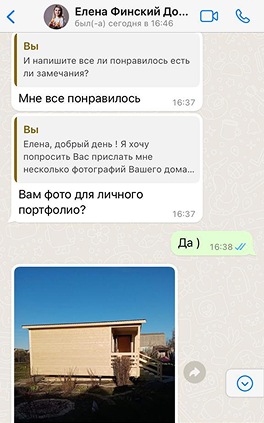 Елена Финский До...
был(-а) сегодня в 16:46
Вы
И напишите все ли понравилось есть
ли замечания?
Мне все понравилось
16:37
Вы
Елена, добрый день ! Я хочу
попросить Вас прислать мне
несколько фотографий Вашего дома...
Вам фото для личного
портфолио?
16:37
Да )
16:38